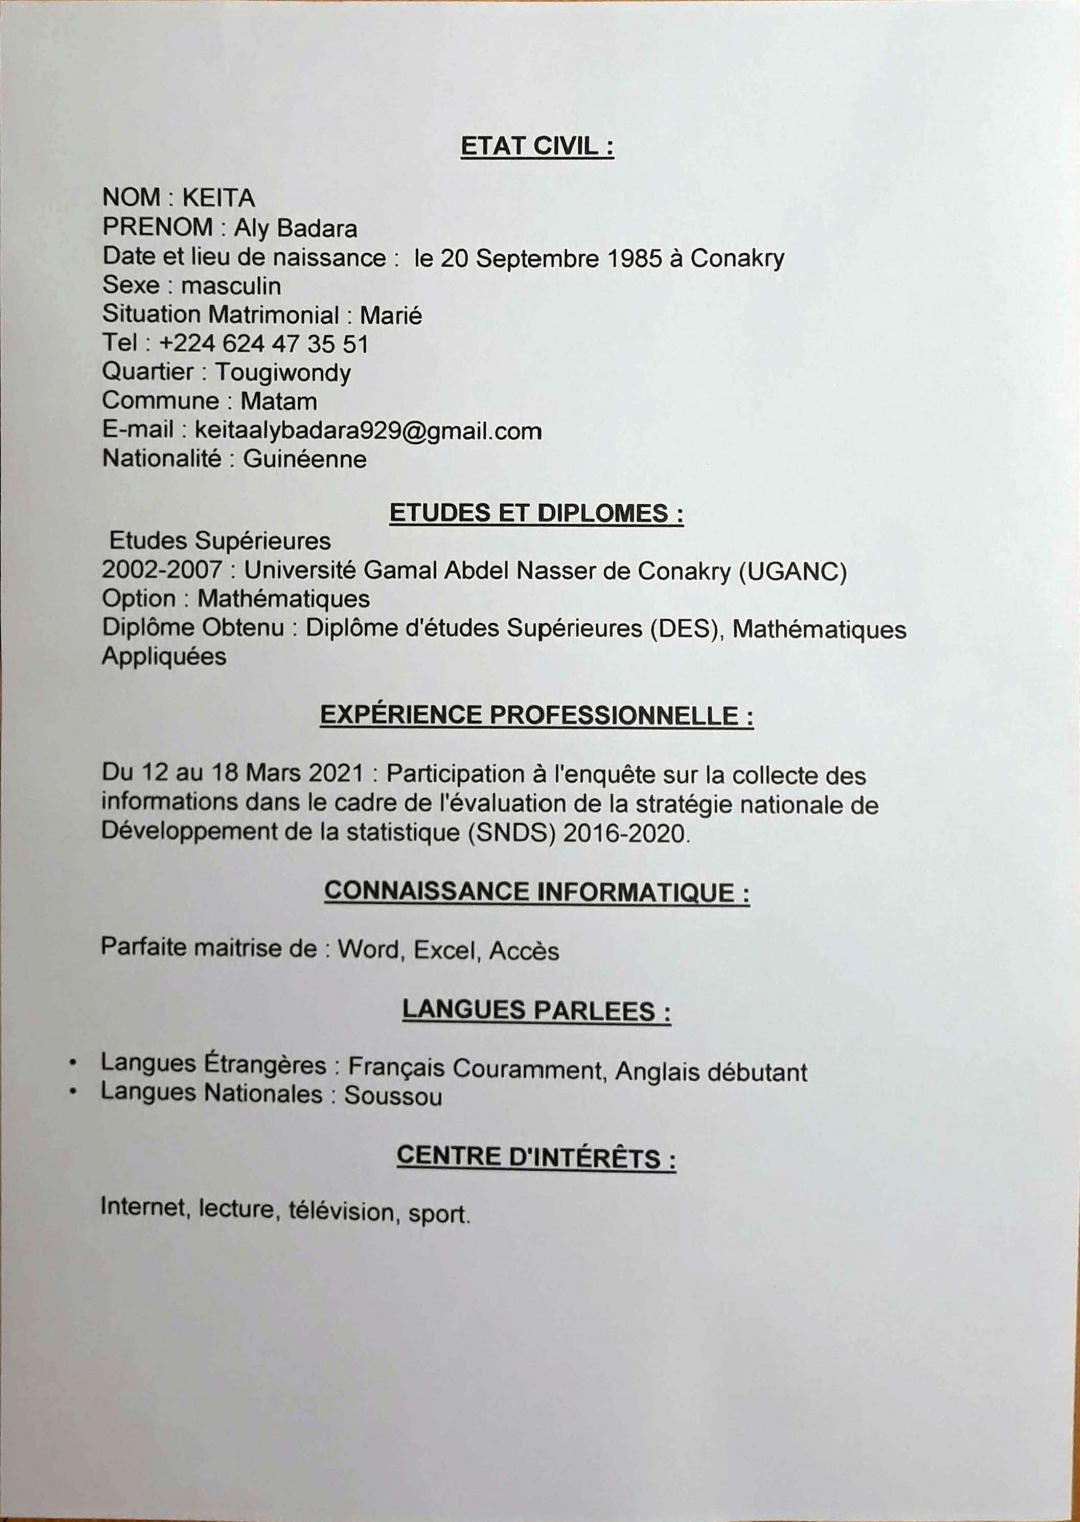 ETAT CIVIL :
NOM : KEITA
PRENOM : Aly Badara
Date et lieu de naissance : le 20 Septembre 1985 à Conakry
Sexe : masculin
Situation Matrimonial : Marié
Tel : +224 624 47 35 51
Quartier : Tougiwondy
Commune : Matam
E-mail : keitaalybadara929@gmail.com
Nationalité : Guinéenne
ETUDES ET DIPLOMES :
Etudes Supérieures
2002-2007 : Université Gamal Abdel Nasser de Conakry (UGANC)
Option : Mathématiques
Diplôme Obtenu : Diplôme d'études Supérieures (DES), Mathématiques
Appliquées
EXPÉRIENCE PROFESSIONNELLE :
Du 12 au 18 Mars 2021 : Participation à l'enquête sur la collecte des
informations dans le cadre de l'évaluation de la stratégie nationale de
Développement de la statistique (SNDS) 2016-2020.
CONNAISSANCE INFORMATIQUE :
Parfaite maitrise de : Word, Excel, Accès
LANGUES PARLEES :
• Langues Étrangères : Français Couramment, Anglais débutant
• Langues Nationales : Soussou
CENTRE D'INTÉRÊTS :
Internet, lecture, télévision, sport.